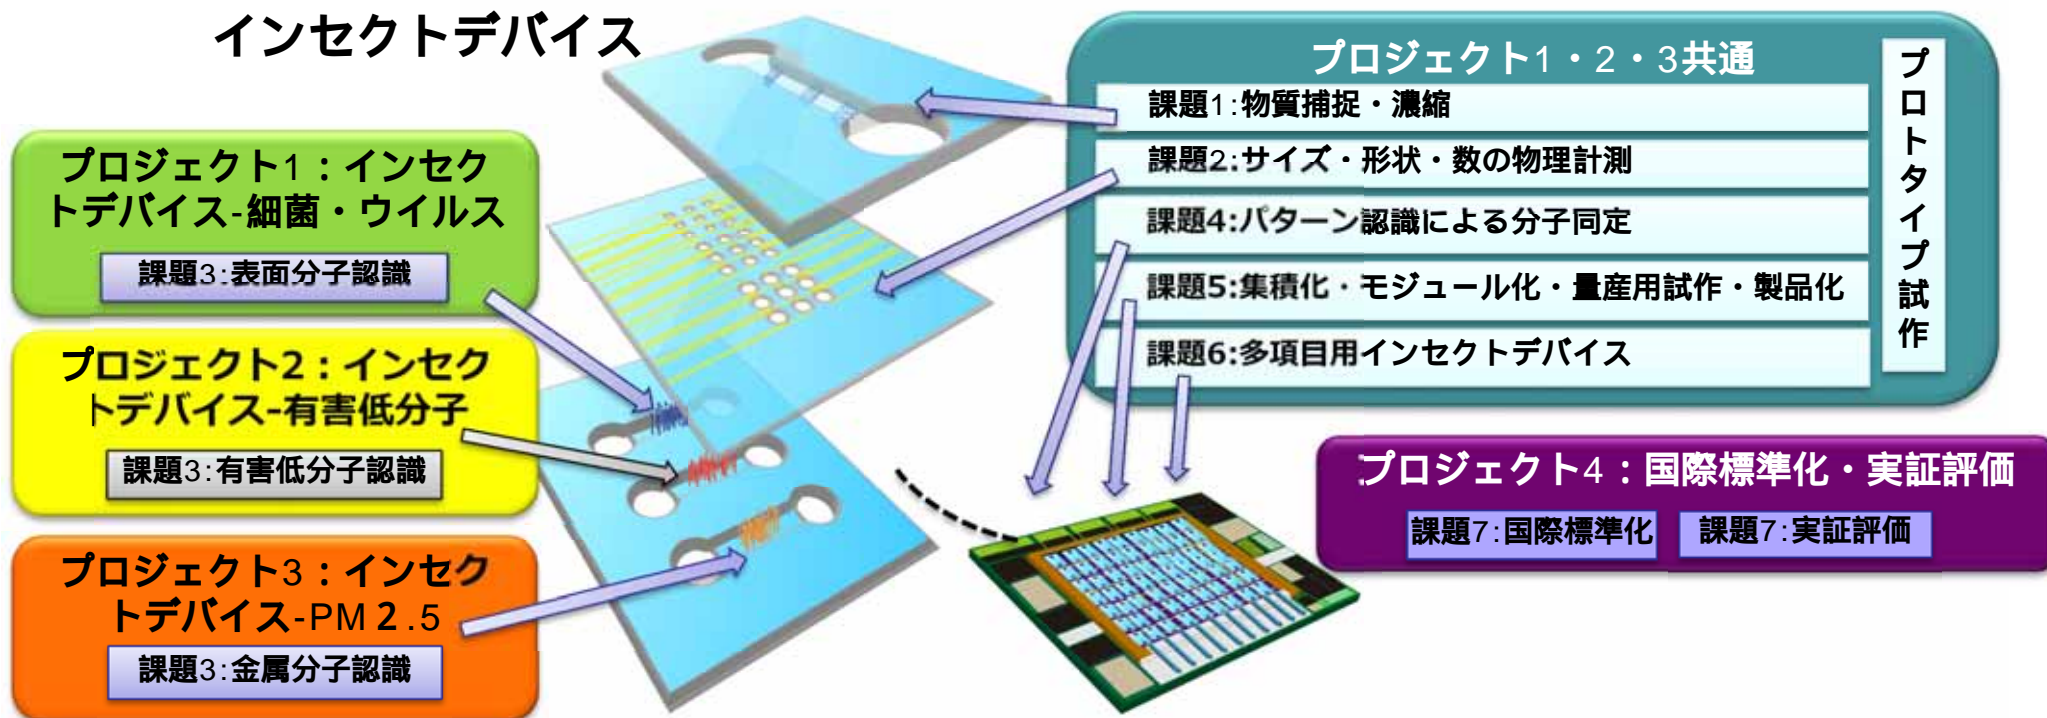 インセクトデバイス
プロジェクト1：インセク
トデバイス-細菌・ウイルス
課題3:表面分子認識
プロジェクト2：インセク
トデバイス-有害低分子
課題3:有害低分子認識
プロジェクト3：インセク
トデバイス-PM2.5
課題3:金属分子認識
プロジェクト1・2・3共通
課題1:物質捕捉・濃縮
課題2:サイズ・形状・数の物理計測
課題4:パターン認識による分子同定
課題5:集積化・モジュール化・量産用試作・製品化
課題6:多項目用インセクトデバイス
プロトタイプ試作
プロジェクト4：国際標準化・実証評価
課題7:国際標準化
課題7:実証評価